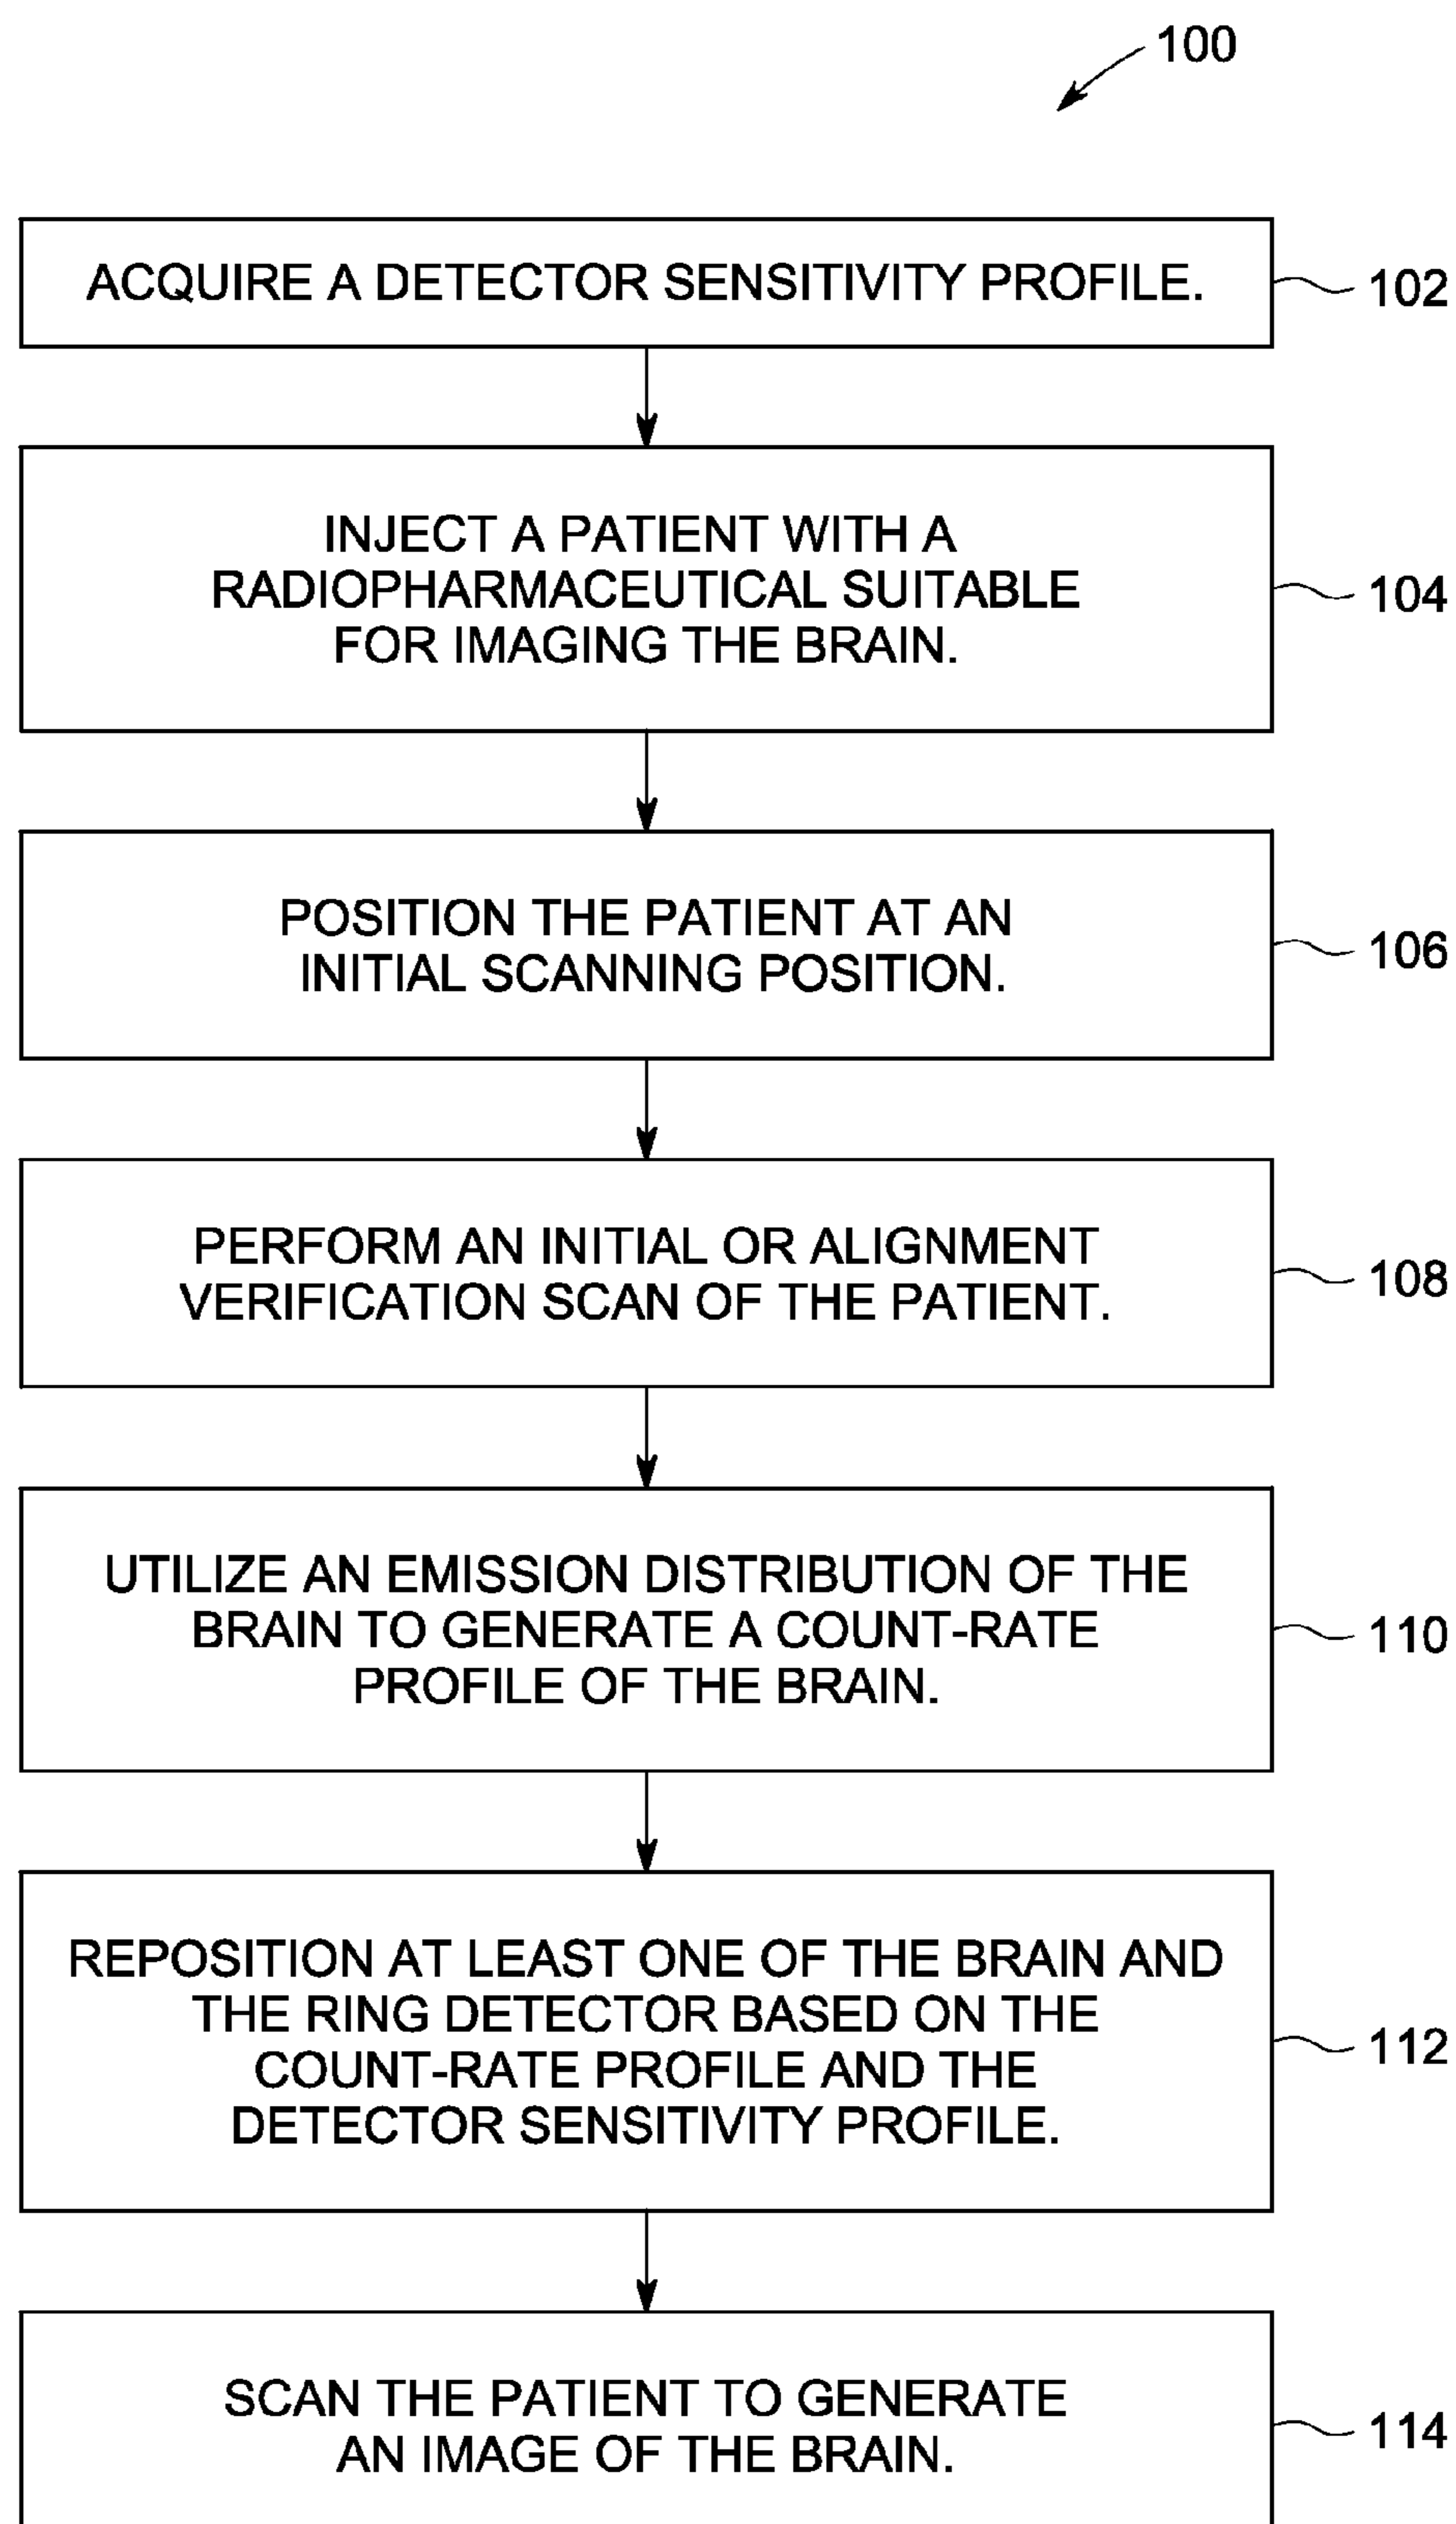 100
ACQUIRE A DETECTOR SENSITIVITY PROFILE.
102
INJECT A PATIENT WITH A
RADIOPHARMACEUTICAL SUITABLE
FOR IMAGING THE BRAIN.
104
POSITION THE PATIENT AT AN
INITIAL SCANNING POSITION.
106
PERFORM AN INITIAL OR ALIGNMENT
VERIFICATION SCAN OF THE PATIENT.
108
UTILIZE AN EMISSION DISTRIBUTION OF THE
BRAIN TO GENERATE A COUNT-RATE
PROFILE OF THE BRAIN.
110
REPOSITION AT LEAST ONE OF THE BRAIN AND
THE RING DETECTOR BASED ON THE
COUNT-RATE PROFILE AND THE
DETECTOR SENSITIVITY PROFILE.
112
SCAN THE PATIENT TO GENERATE
AN IMAGE OF THE BRAIN.
114